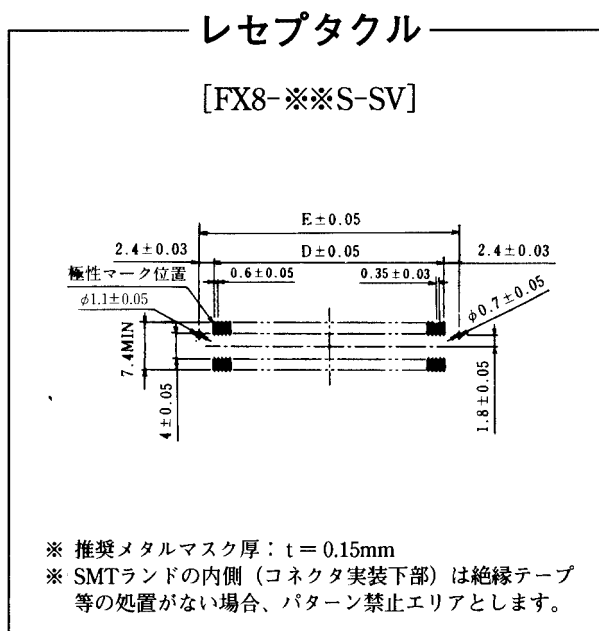 レセプタクル
[FX8-※※S-SV]
E±0.05
2.4±0.03
D±0.05
2.4±0.03
極性マーク位置
0.6±0.05
0.35±0.03
φ1.1±0.05
φ0.7±0.05
7.4MIN
4±0.05
1.8±0.05
※ 推奨メタルマスク厚：t＝0.15mm
※ SMTランドの内側（コネクタ実装下部）は絶縁テープ
等の処置がない場合、パターン禁止エリアとします。